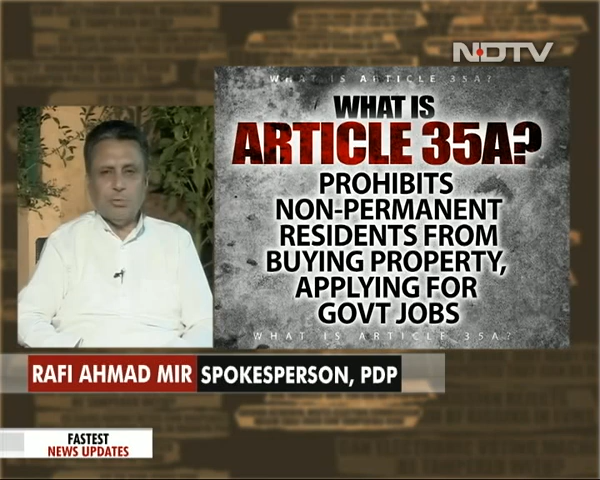 NDTV
WHAT IS ARTICLE 35A?
WHAT IS
ARTICLE 35A?
PROHIBITS
NON-PERMANENT
RESIDENTS FROM
BUYING PROPERTY,
APPLYING FOR
GOVT JOBS
WHAT IS ARTICLE 35A?
RAFI AHMAD MIR SPOKESPERSON, PDP
FASTEST
NEWS UPDATES